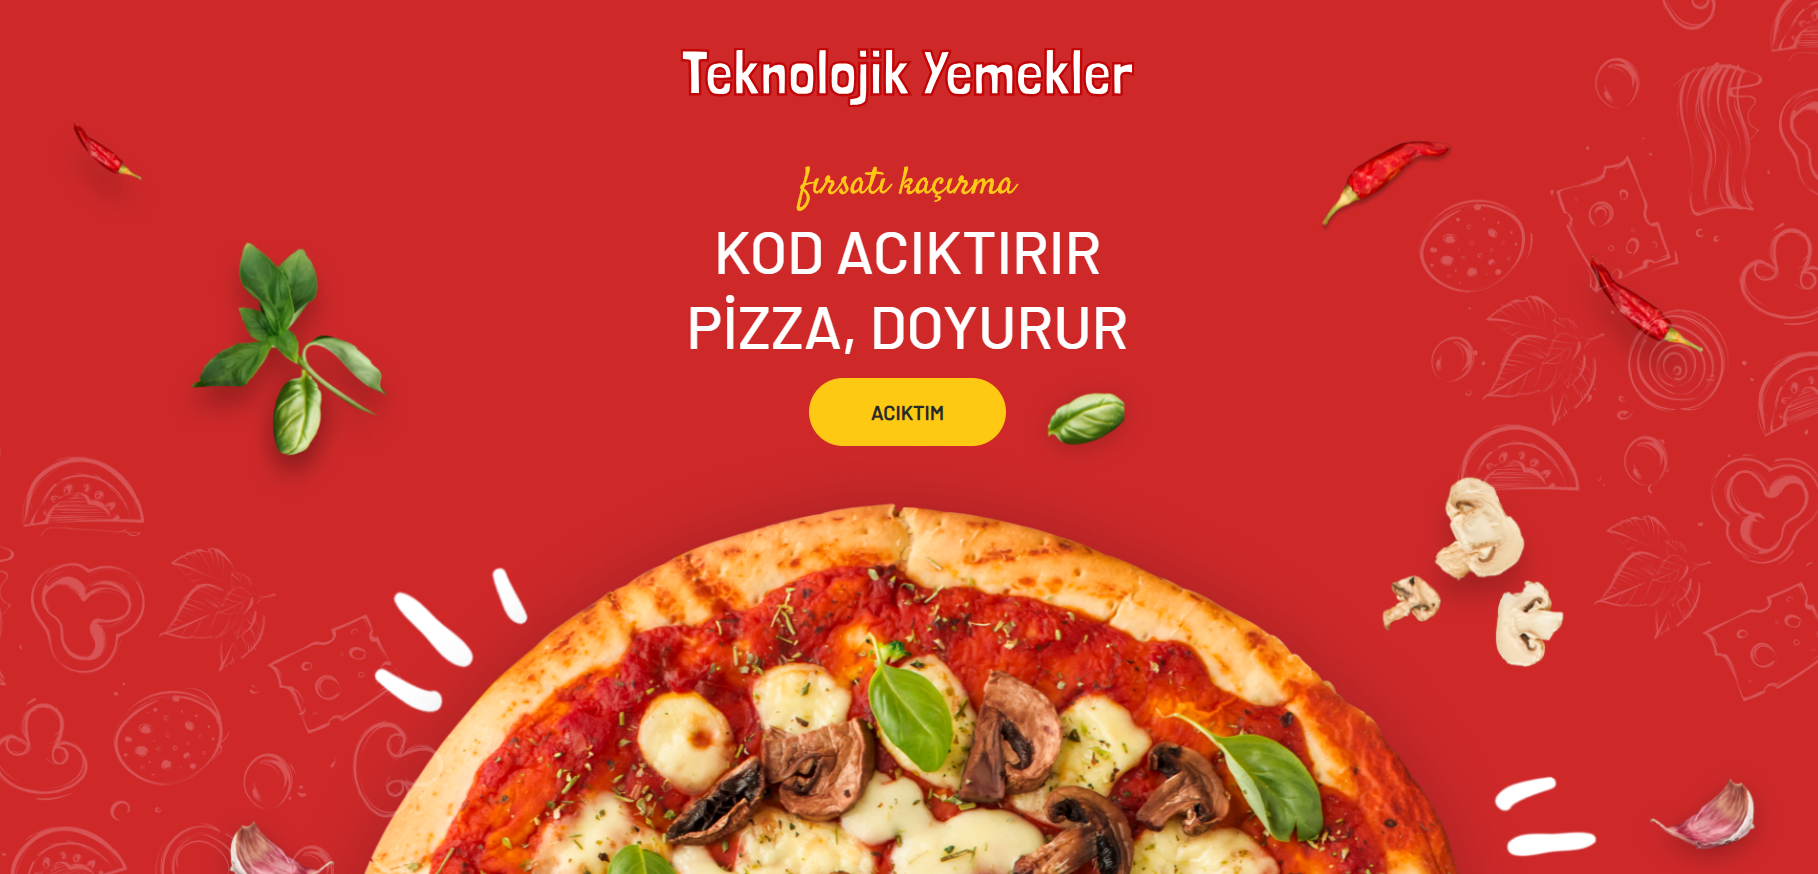 Teknolojik Yemekler
fırsatı kaçırma
KOD ACIKTIRIR
PİZZA, DOYURUR
ACIKTIM